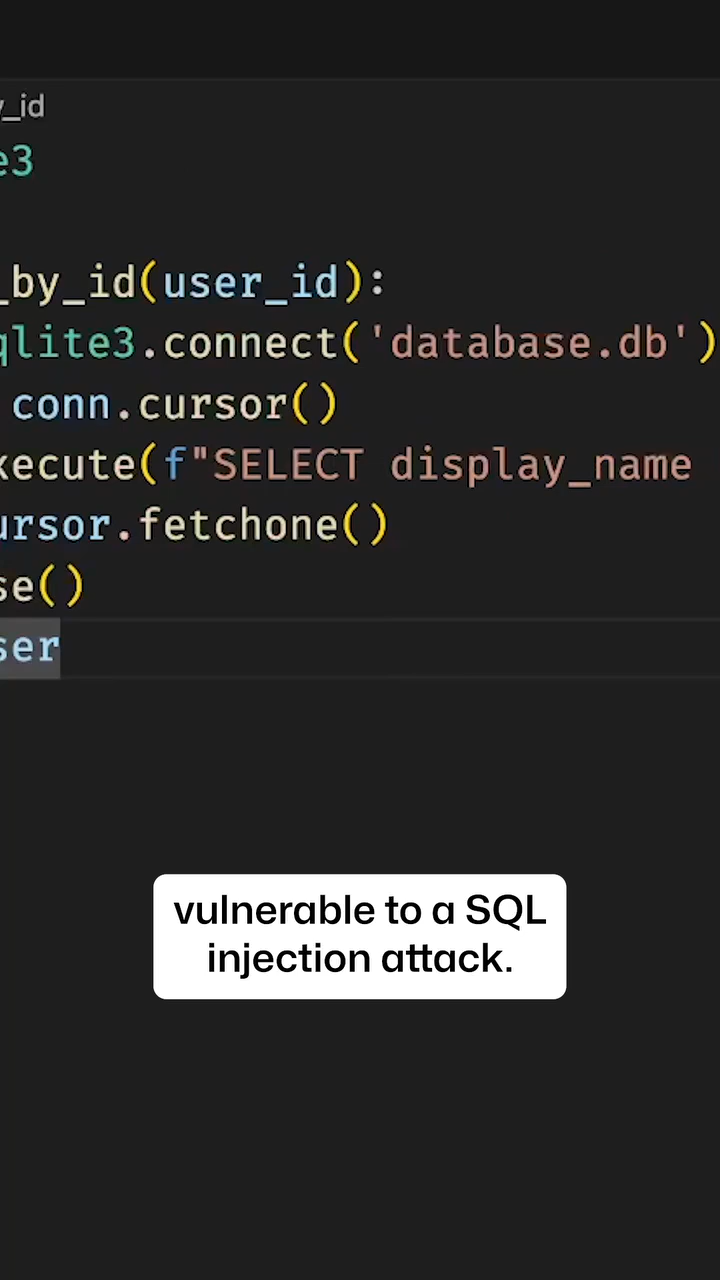 y_id
e3
_by_id(user_id):
qlite3.connect('database.db')
conn.cursor()
xecute(f"SELECT display_name
ursor.fetchone()
se()
ser
vulnerable to a SQL
injection attack.